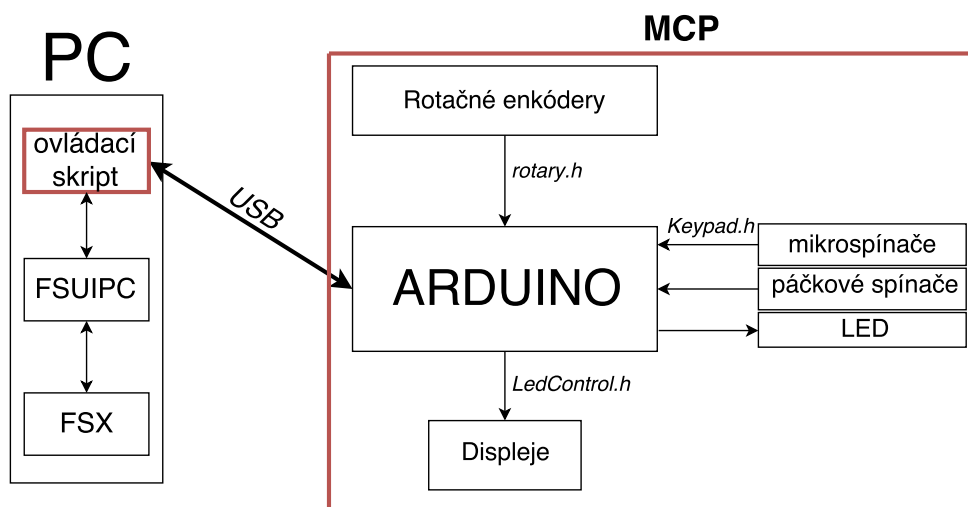 PC
ovládací
skript
FSUIPC
FSX
USB
MCP
Rotačné enkódery
rotary.h
ARDUINO
Keypad.h
mikrospínače
páčkové spínače
LED
LedControl.h
Displeje